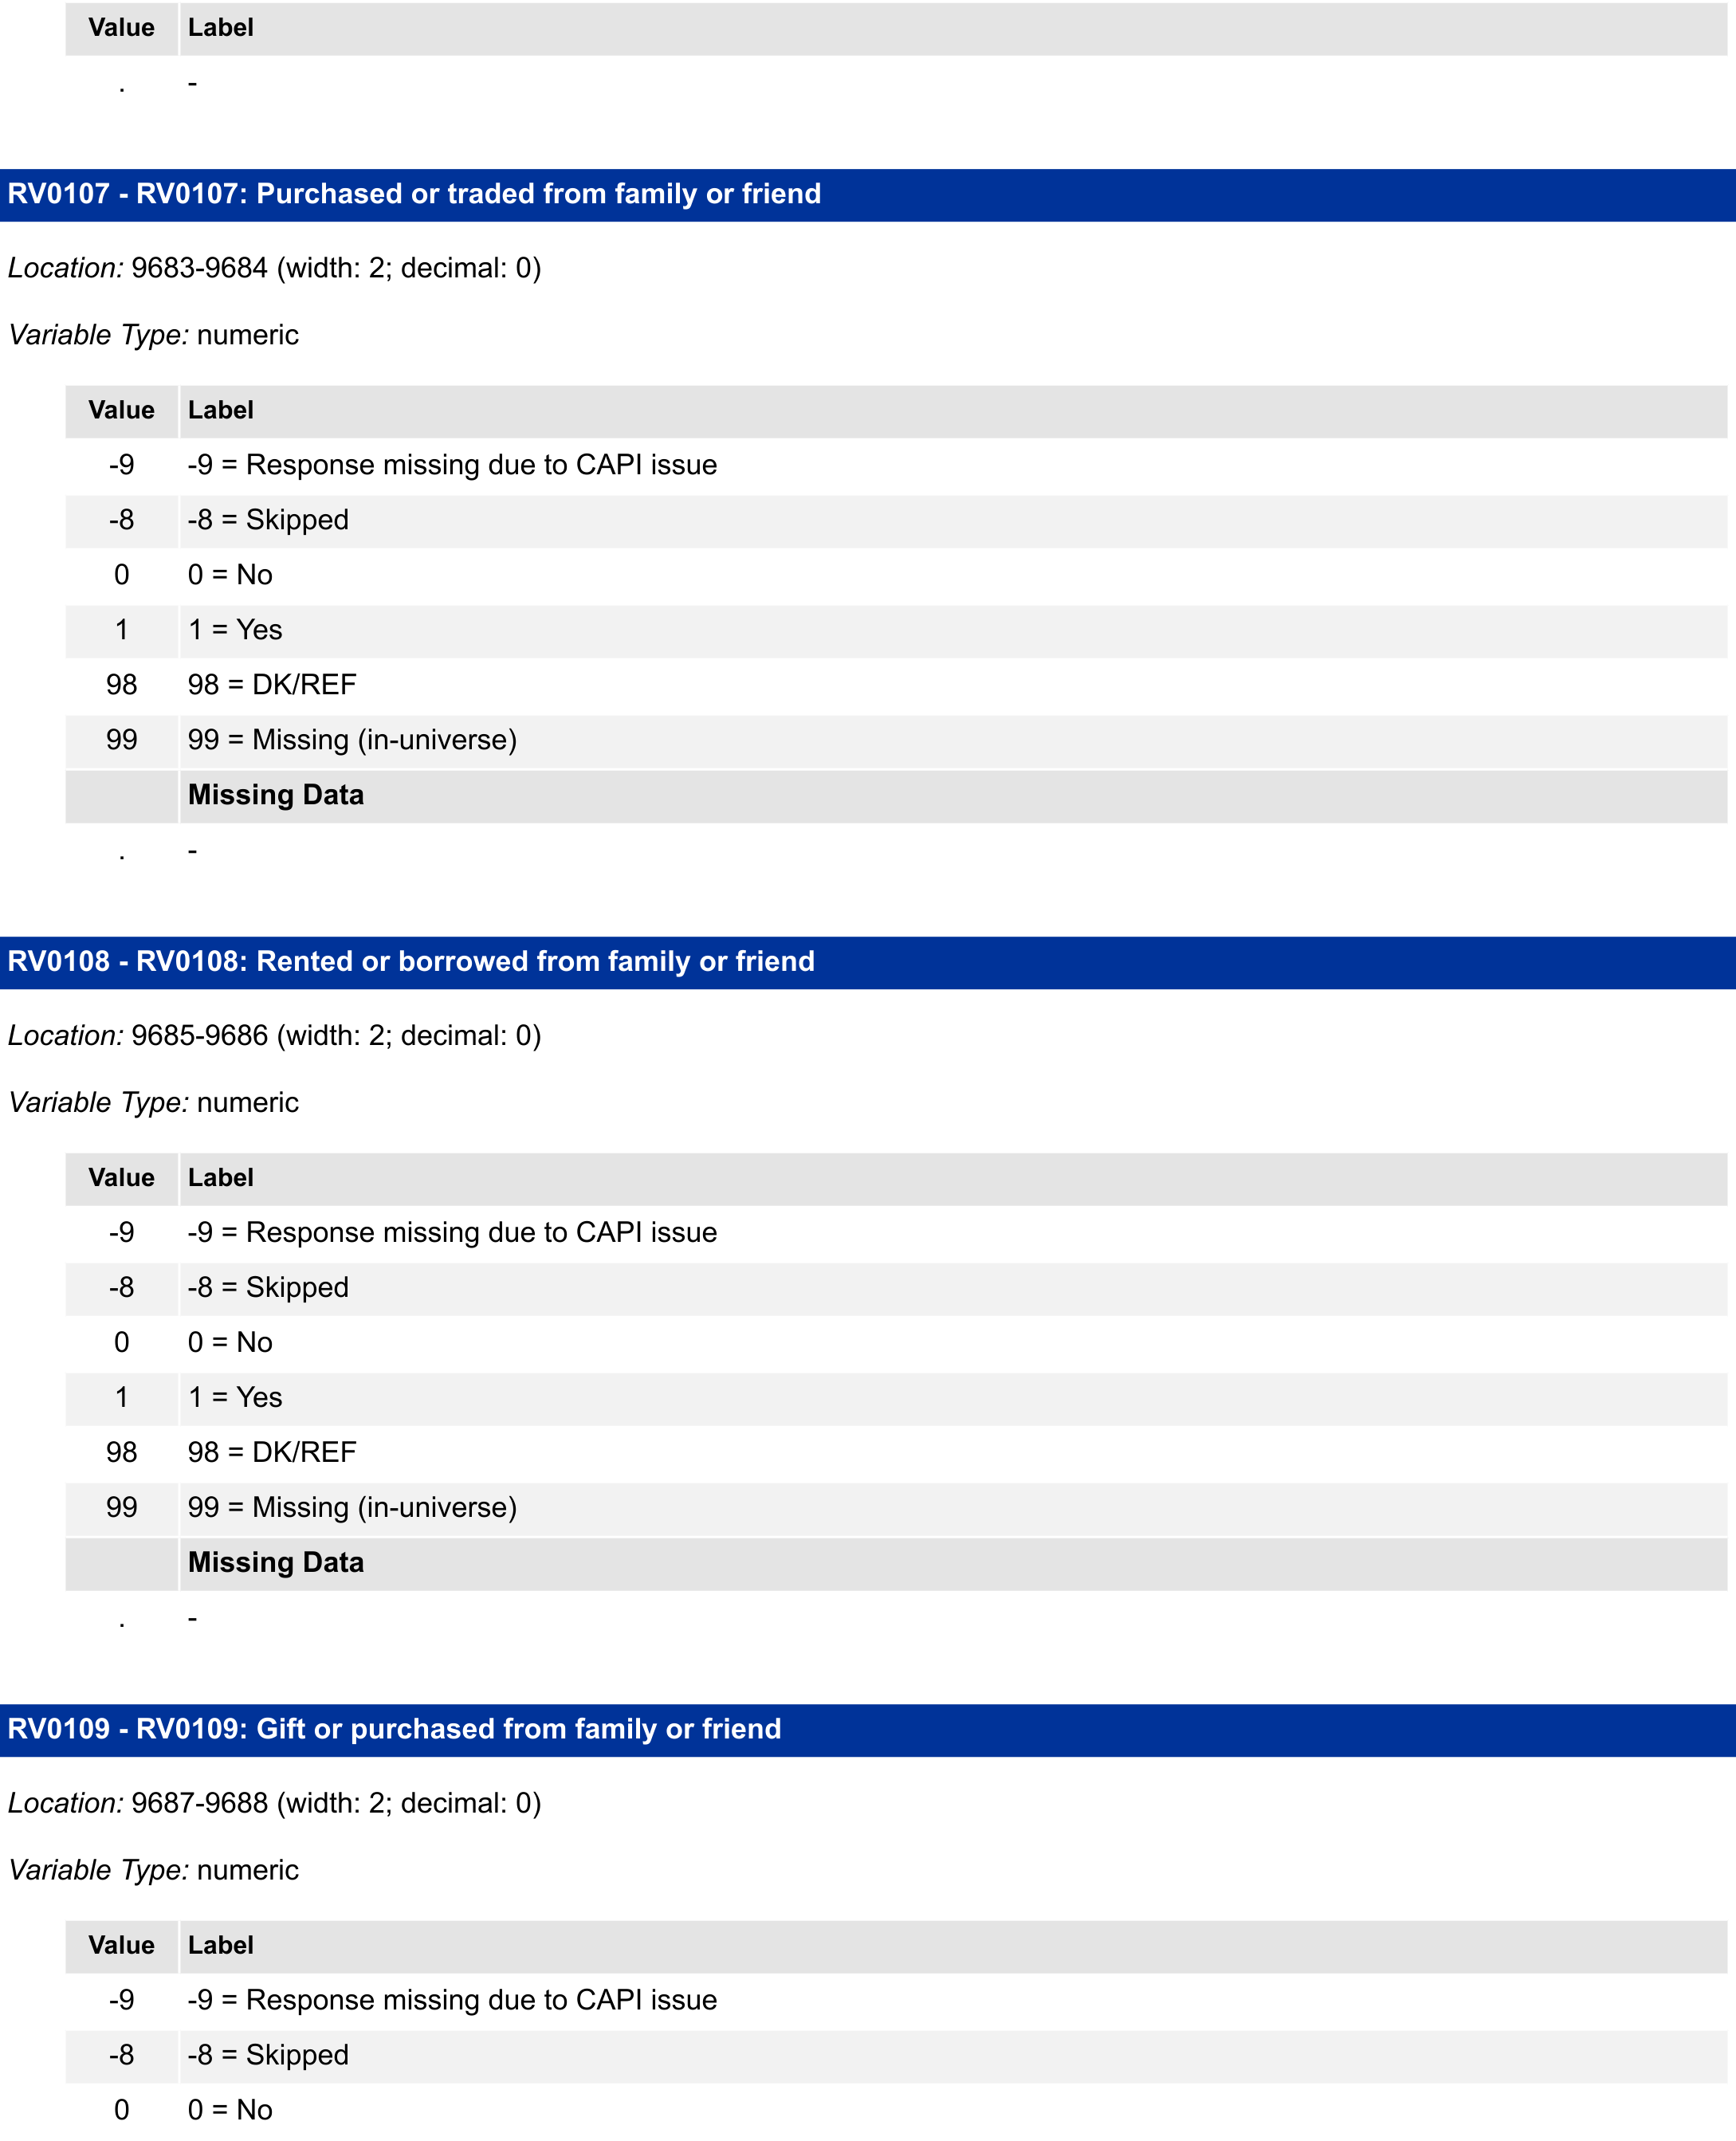 Value Label
. -
RV0107 - RV0107: Purchased or traded from family or friend
Location: 9683-9684 (width: 2; decimal: 0)
Variable Type: numeric
Value Label
-9 -9 = Response missing due to CAPI issue
-8 -8 = Skipped
0 0 = No
1 1 = Yes
98 98 = DK/REF
99 99 = Missing (in-universe)
Missing Data
. -
RV0108 - RV0108: Rented or borrowed from family or friend
Location: 9685-9686 (width: 2; decimal: 0)
Variable Type: numeric
Value Label
-9 -9 = Response missing due to CAPI issue
-8 -8 = Skipped
0 0 = No
1 1 = Yes
98 98 = DK/REF
99 99 = Missing (in-universe)
Missing Data
. -
RV0109 - RV0109: Gift or purchased from family or friend
Location: 9687-9688 (width: 2; decimal: 0)
Variable Type: numeric
Value Label
-9 -9 = Response missing due to CAPI issue
-8 -8 = Skipped
0 0 = No